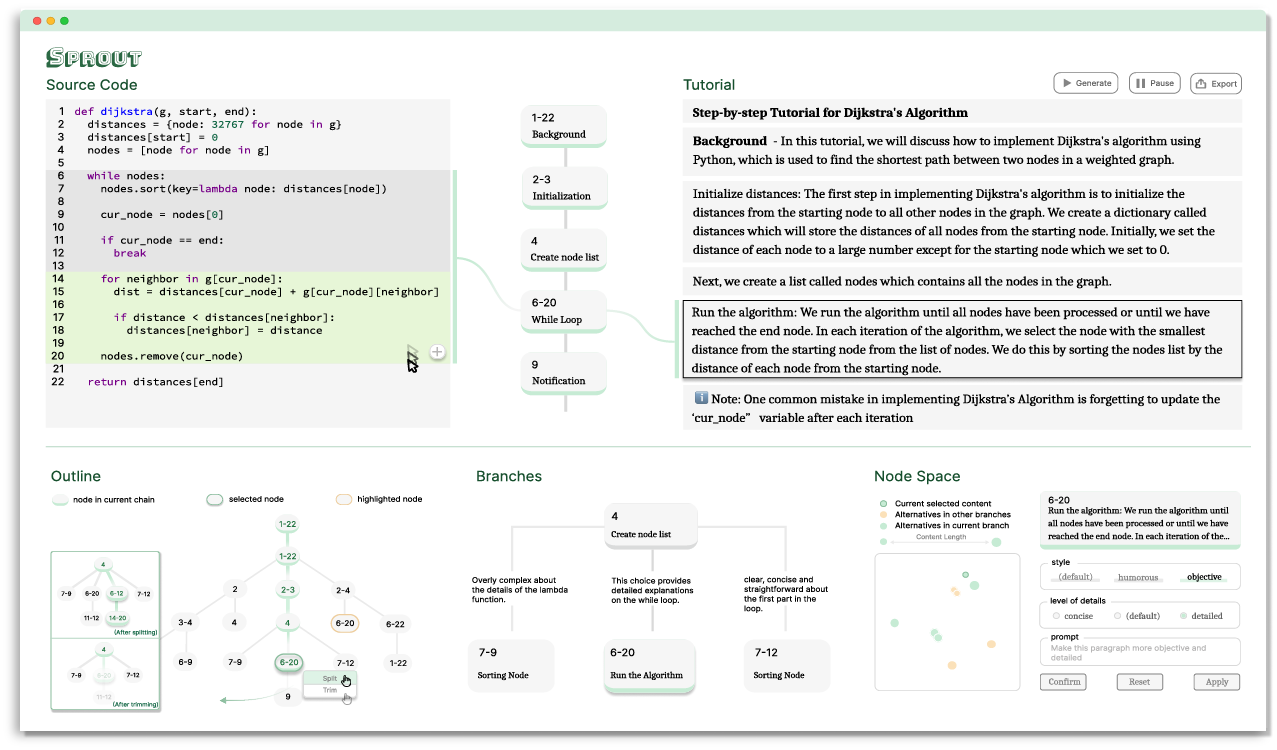 SPROUT
Source Code
1 def dijkstra(g, start, end):
2 distances = {node: 32767 for node in g}
3 distances[start] = 0
4 nodes = [node for node in g]
5
6 while nodes:
7 nodes.sort(key=lambda node: distances[node])
8
9 cur_node = nodes[0]
10
11 if cur_node == end:
12 break
13
14 for neighbor in g[cur_node]:
15 dist = distances[cur_node] + g[cur_node][neighbor]
16
17 if distance < distances[neighbor]:
18 distances[neighbor] = distance
19
20 nodes.remove(cur_node)
21
22 return distances[end]
1-22
Background
2-3
Initialization
4
Create node list
6-20
While Loop
9
Notification
Tutorial
Generate
Pause
Export
Step-by-step Tutorial for Dijkstra's Algorithm
Background - In this tutorial, we will discuss how to implement Dijkstra's algorithm using
Python, which is used to find the shortest path between two nodes in a weighted graph.
Initialize distances: The first step in implementing Dijkstra's algorithm is to initialize the
distances from the starting node to all other nodes in the graph. We create a dictionary called
distances which will store the distances of all nodes from the starting node. Initially, we set the
distance of each node to a large number except for the starting node which we set to 0.
Next, we create a list called nodes which contains all the nodes in the graph.
Run the algorithm: We run the algorithm until all nodes have been processed or until we have
reached the end node. In each iteration of the algorithm, we select the node with the smallest
distance from the starting node from the list of nodes. We do this by sorting the nodes list by the
distance of each node from the starting node.
Note: One common mistake in implementing Dijkstra's Algorithm is forgetting to update the
‘cur_node” variable after each iteration
Outline
node in current chain
selected node
highlighted node
4
7-9 6-20 6-12 7-12
11-12 14-20
(After splitting)
4
7-9 6-20 7-12
11-12
(After trimming)
1-22
1-22
2 2-3 2-4
3-4 4 4 6-20 6-22
6-9 7-9 6-20 7-12 1-22
Split
Trim
9
Branches
4
Create node list
Overly complex about
the details of the lambda
function.
This choice provides
detailed explanations
on the while loop.
clear, concise and
straightforward about
the first part in the
loop.
7-9
Sorting Node
6-20
Run the Algorithm
7-12
Sorting Node
Node Space
Current selected content
Alternatives in other branches
Alternatives in current branch
Content Length
6-20
Run the algorithm: We run the algorithm until
all nodes have been processed or until we have
reached the end node. In each iteration of the...
style
(default) humorous objective
level of details
concise (default) detailed
prompt
Make this paragraph more objective and
detailed
Confirm
Reset
Apply